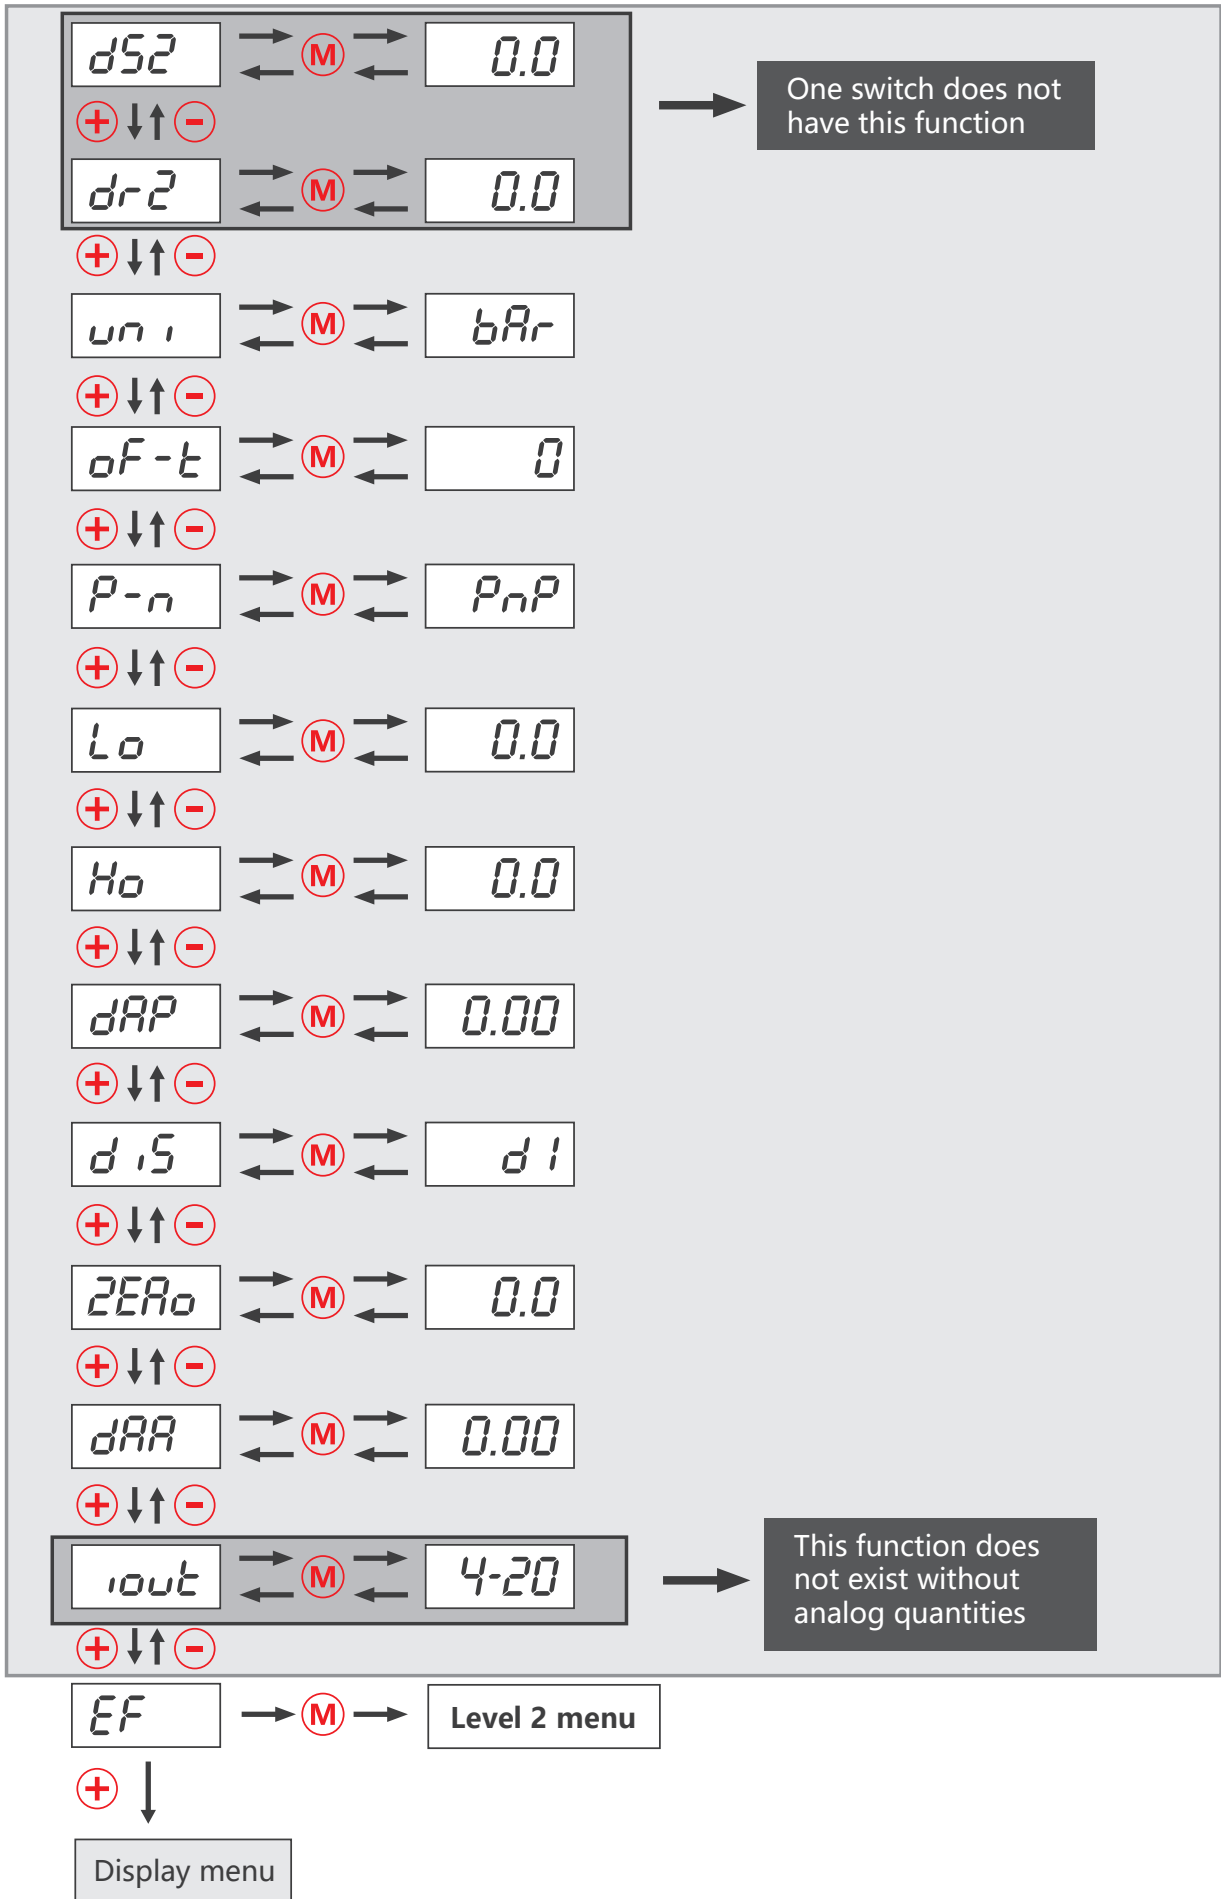 dS2 M 0.0
One switch does not
have this function
+ -
dr2 M 0.0
+ -
uni M bAr
+ -
oF-t M 0
+ -
P-n M PnP
+ -
Lo M 0.0
+ -
Ho M 0.0
+ -
dAP M 0.00
+ -
diS M d1
+ -
ZEAo M 0.0
+ -
dAA M 0.00
+ -
iout M 4-20
This function does
not exist without
analog quantities
+ -
EF M Level 2 menu
+
Display menu